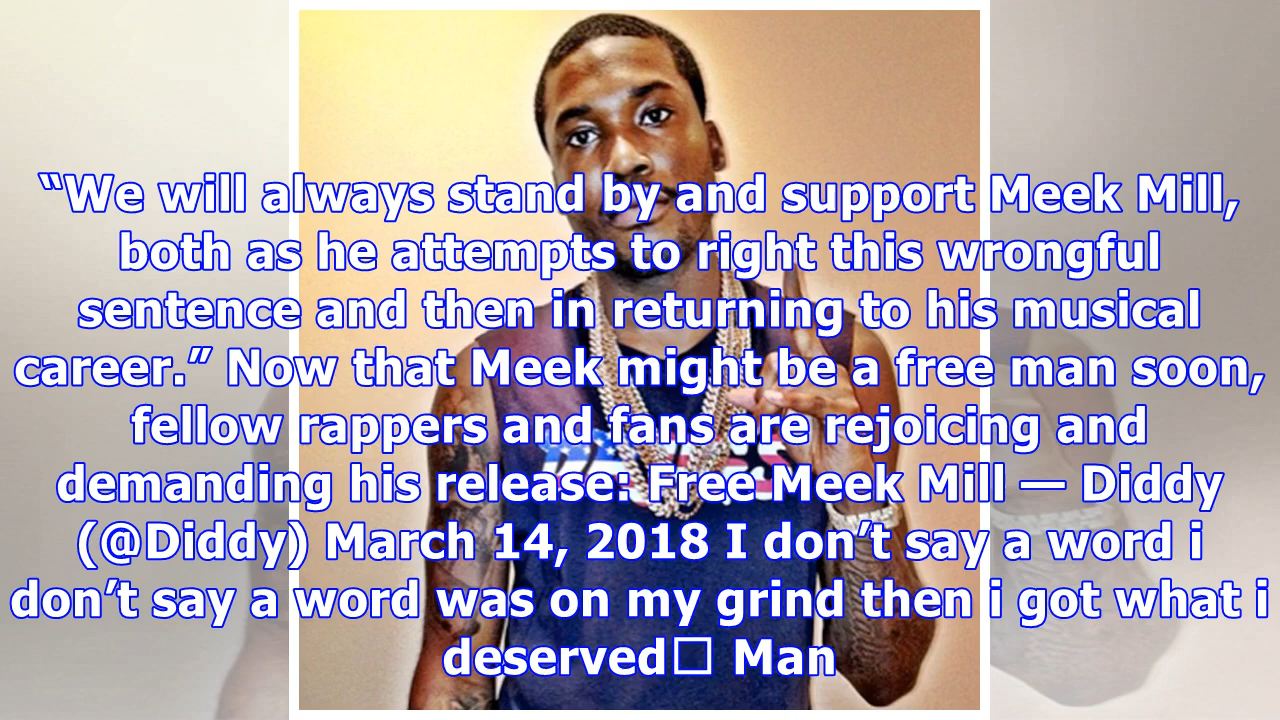 “We will always stand by and support Meek Mill,
both as he attempts to right this wrongful
sentence and then in returning to his musical
career.” Now that Meek might be a free man soon,
fellow rappers and fans are rejoicing and
demanding his release: Free Meek Mill — Diddy
(@Diddy) March 14, 2018 I don’t say a word i
don’t say a word was on my grind then i got what i
deserved□ Man